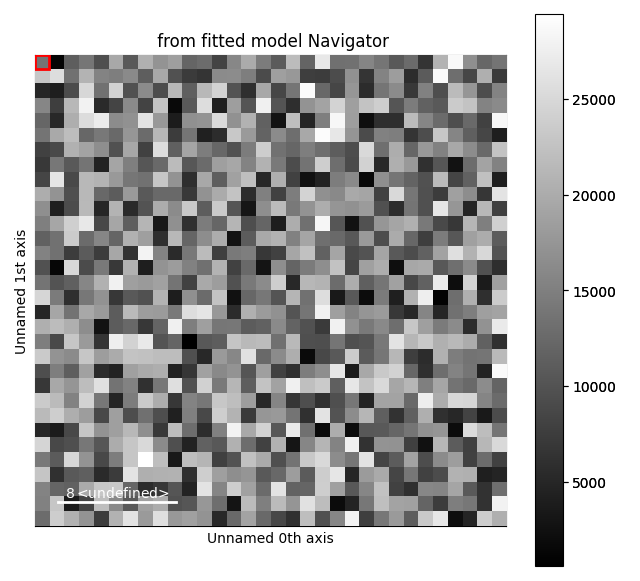 from fitted model Navigator
25000
20000
15000
10000
5000
Unnamed 1st axis
8 <undefined>
Unnamed 0th axis